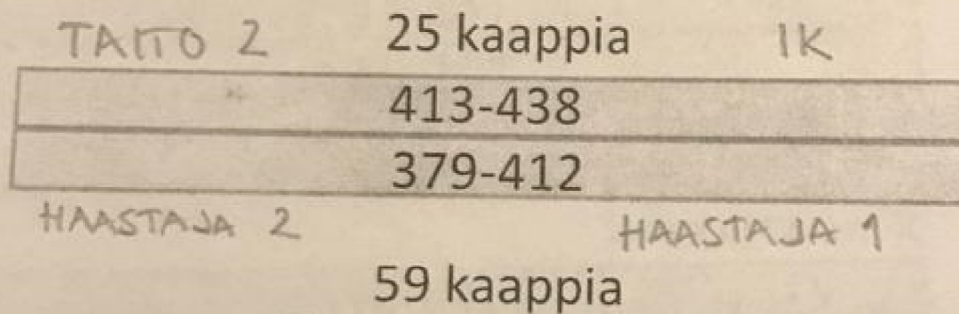 TAITO 2 25 kaappia 1K
413-438
379-412
HAASTAJA 2 HAASTAJA 1
59 kaappia